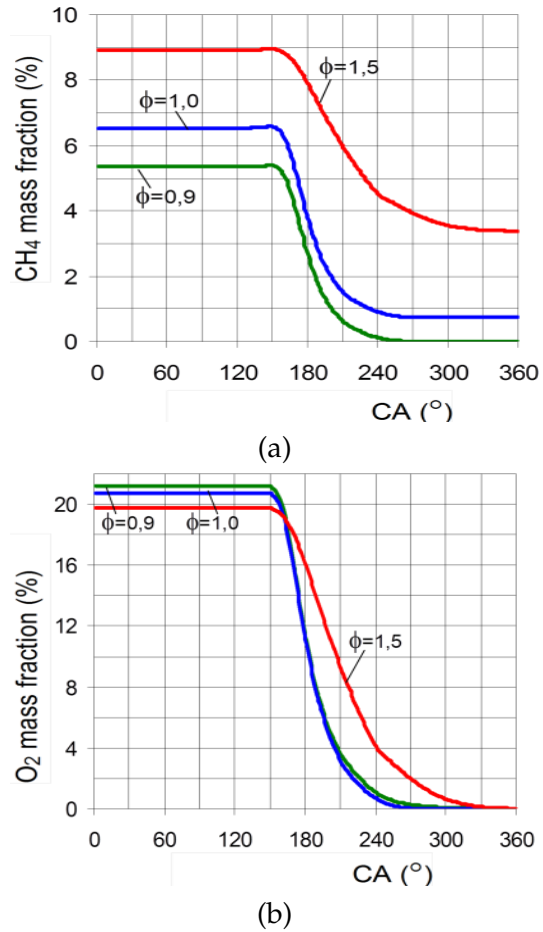 10
8
6
4
2
0
CH₄ mass fraction (%)
ϕ=1,5
ϕ=1,0
ϕ=0,9
0 60 120 180 240 300 360
CA (°)
(a)
20
16
12
8
4
0
O₂ mass fraction (%)
ϕ=0,9 ϕ=1,0
ϕ=1,5
0 60 120 180 240 300 360
CA (°)
(b)